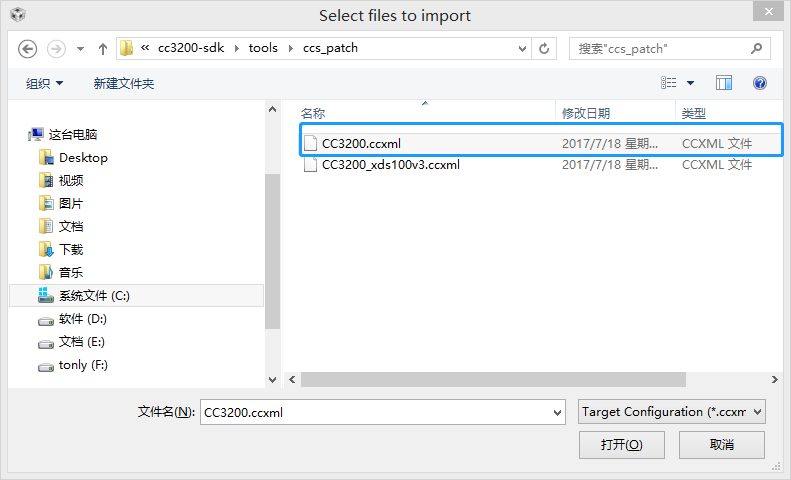 Select files to import
« cc3200-sdk tools ccs_patch
搜索"ccs_patch"
组织 新建文件夹
名称 修改日期 类型
CC3200.ccxml 2017/7/18 星期... CCXML 文件
CC3200_xds100v3.ccxml 2017/7/18 星期... CCXML 文件
这台电脑
Desktop
视频
图片
文档
下载
音乐
系统文件 (C:)
软件 (D:)
文档 (E:)
tonly (F:)
文件名(N): CC3200.ccxml Target Configuration (*.ccxm
打开(O) 取消